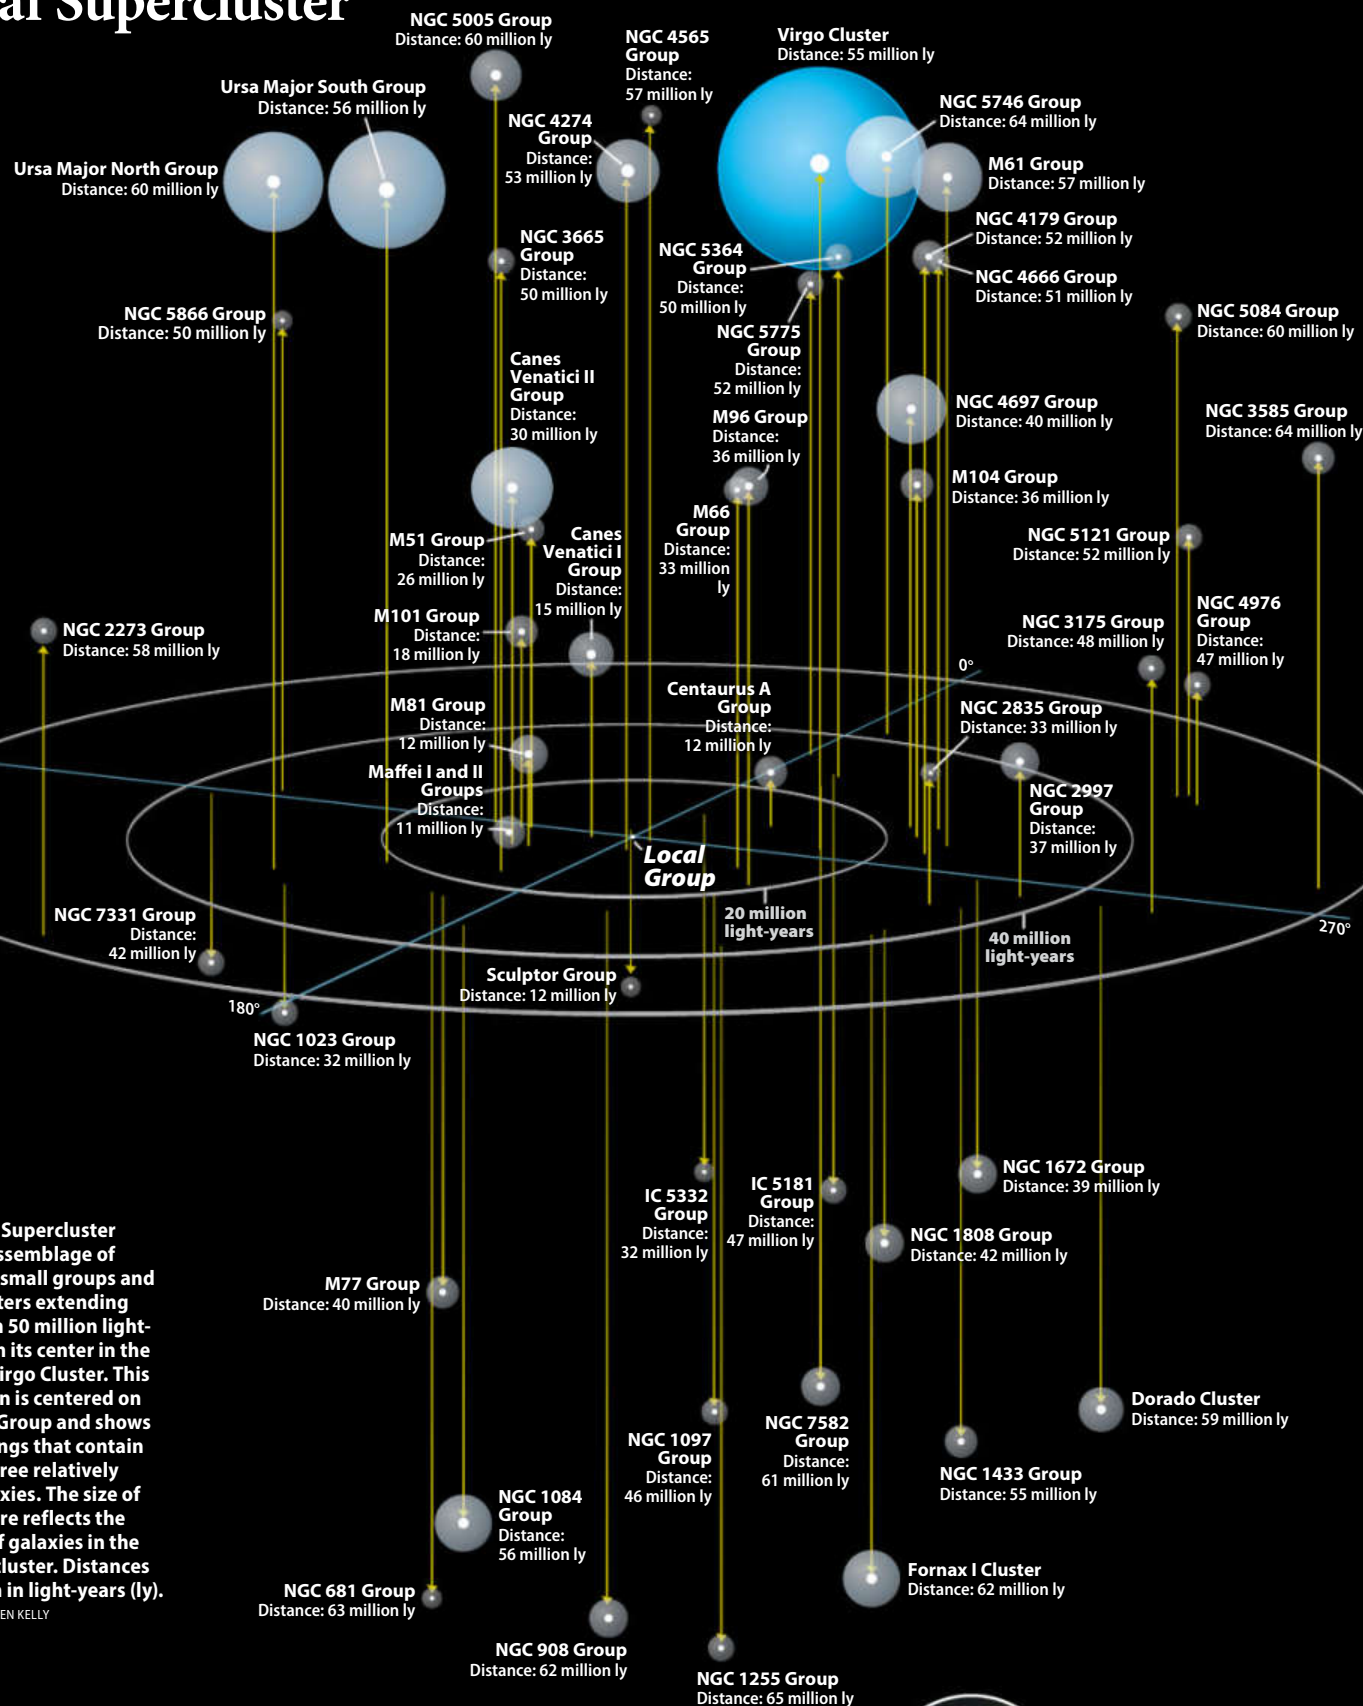 al Supercluster
NGC 5005 Group
Distance: 60 million ly
NGC 4565
Group
Distance:
57 million ly
Virgo Cluster
Distance: 55 million ly
Ursa Major South Group
Distance: 56 million ly
NGC 4274
Group
Distance:
53 million ly
NGC 5746 Group
Distance: 64 million ly
Ursa Major North Group
Distance: 60 million ly
M61 Group
Distance: 57 million ly
NGC 4179 Group
Distance: 52 million ly
NGC 3665
Group
Distance:
50 million ly
NGC 5364
Group
Distance:
50 million ly
NGC 4666 Group
Distance: 51 million ly
NGC 5866 Group
Distance: 50 million ly
NGC 5084 Group
Distance: 60 million ly
NGC 5775
Group
Distance:
52 million ly
Canes
Venatici II
Group
Distance:
30 million ly
NGC 4697 Group
Distance: 40 million ly
NGC 3585 Group
Distance: 64 million ly
M96 Group
Distance:
36 million ly
M104 Group
Distance: 36 million ly
M66
Group
Distance:
33 million
ly
M51 Group
Distance:
26 million ly
Canes
Venatici I
Group
Distance:
15 million ly
NGC 5121 Group
Distance: 52 million ly
NGC 4976
Group
Distance:
47 million ly
M101 Group
Distance:
18 million ly
NGC 2273 Group
Distance: 58 million ly
NGC 3175 Group
Distance: 48 million ly
0°
Centaurus A
Group
Distance:
12 million ly
M81 Group
Distance:
12 million ly
NGC 2835 Group
Distance: 33 million ly
Maffei I and II
Groups
Distance:
11 million ly
NGC 2997
Group
Distance:
37 million ly
Local
Group
20 million
light-years
40 million
light-years
270°
NGC 7331 Group
Distance:
42 million ly
Sculptor Group
Distance: 12 million ly
180°
NGC 1023 Group
Distance: 32 million ly
NGC 1672 Group
Distance: 39 million ly
IC 5332
Group
Distance:
32 million ly
IC 5181
Group
Distance:
47 million ly
NGC 1808 Group
Distance: 42 million ly
M77 Group
Distance: 40 million ly
Dorado Cluster
Distance: 59 million ly
NGC 7582
Group
Distance:
61 million ly
NGC 1097
Group
Distance:
46 million ly
NGC 1433 Group
Distance: 55 million ly
NGC 1084
Group
Distance:
56 million ly
Fornax I Cluster
Distance: 62 million ly
NGC 681 Group
Distance: 63 million ly
NGC 908 Group
Distance: 62 million ly
NGC 1255 Group
Distance: 65 million ly
Supercluster
ssemblage of
small groups and
ters extending
n 50 million light-
n its center in the
irgo Cluster. This
n is centered on
Group and shows
ngs that contain
ree relatively
xies. The size of
re reflects the
f galaxies in the
cluster. Distances
n in light-years (ly).
EN KELLY